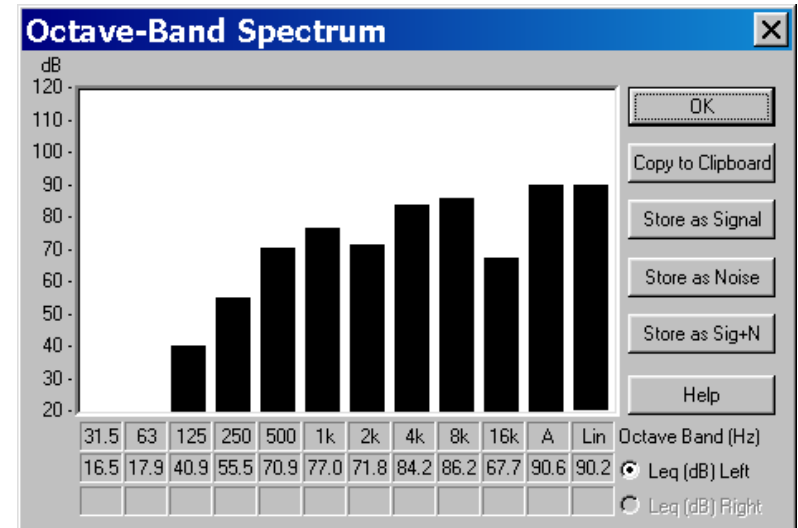 Octave-Band Spectrum
dB
120
110
100
90
80
70
60
50
40
30
20
OK
Copy to Clipboard
Store as Signal
Store as Noise
Store as Sig+N
Help
31.5 63 125 250 500 1k 2k 4k 8k 16k A Lin Octave Band (Hz)
16.5 17.9 40.9 55.5 70.9 77.0 71.8 84.2 86.2 67.7 90.6 90.2 Leq (dB) Left
Leq (dB) Right